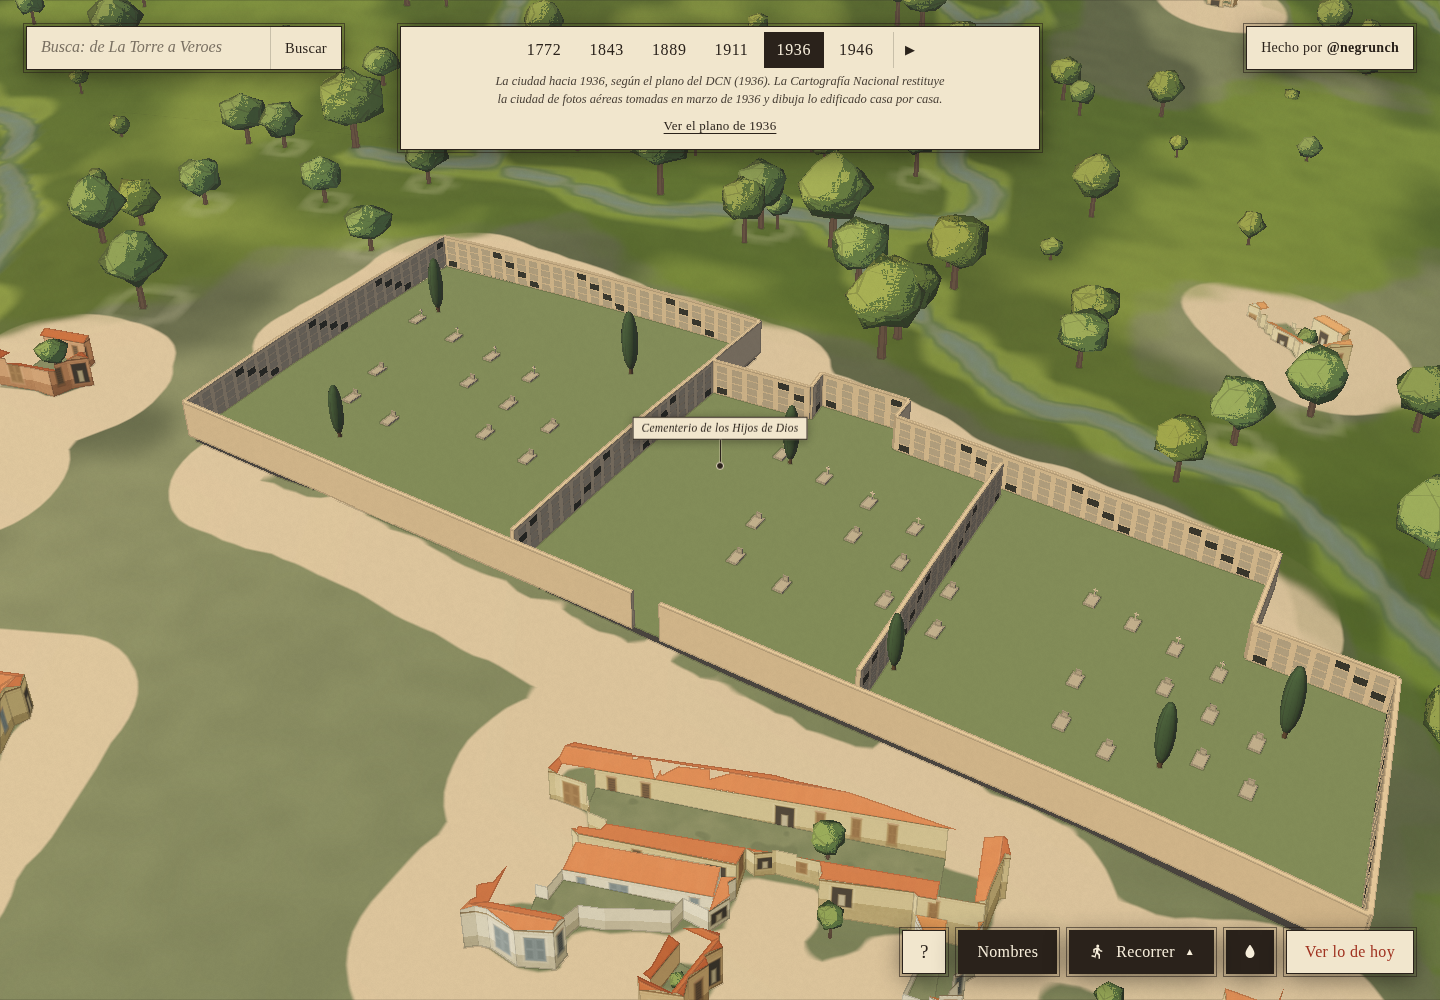 Busca: de La Torre a Veroes
Buscar
1772 1843 1889 1911 1936 1946 ▶
La ciudad hacia 1936, según el plano del DCN (1936). La Cartografía Nacional restituye
la ciudad de fotos aéreas tomadas en marzo de 1936 y dibuja lo edificado casa por casa.
Ver el plano de 1936
Hecho por @negrunch
Cementerio de los Hijos de Dios
?
Nombres
Recorrer ▲
Ver lo de hoy